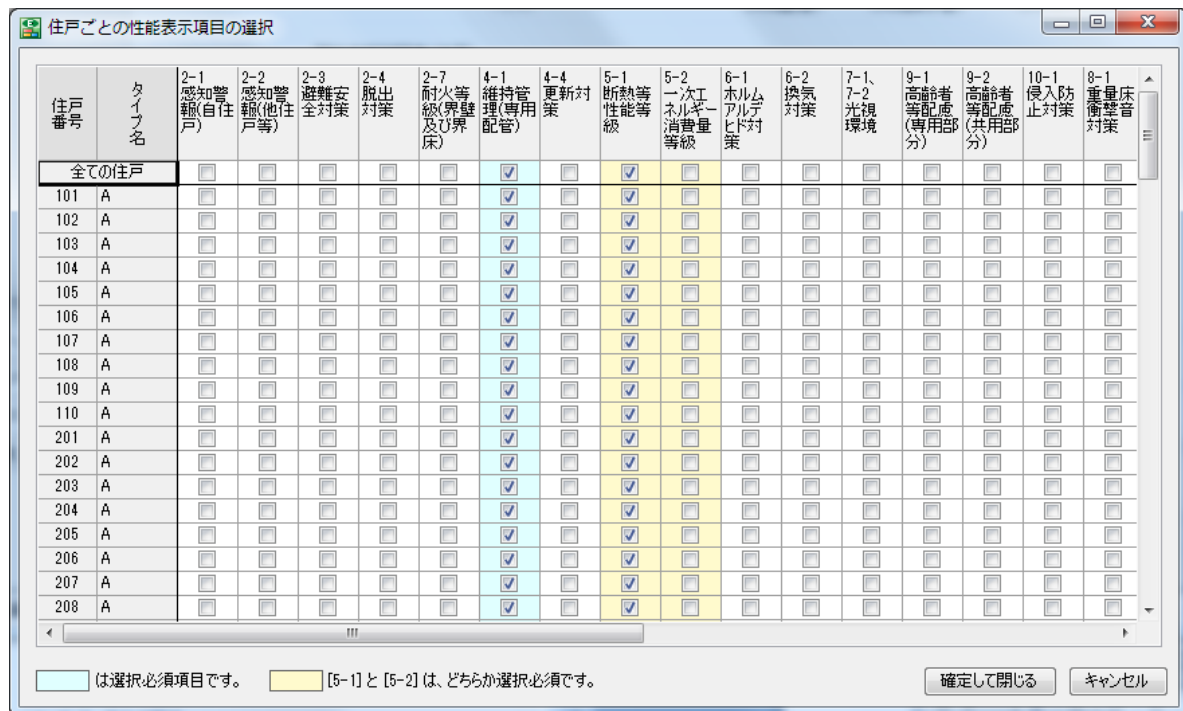 住戸ごとの性能表示項目の選択
住戸
番号
タイプ名
2-1
感知警
報(自住
戸)
2-2
感知警
報(他住
戸等)
2-3
避難安
全対策
2-4
脱出
対策
2-7
耐火等
級(界壁
及び界
床)
4-1
維持管
理(専用
配管)
4-4
更新対
策
5-1
断熱等
性能等
級
5-2
一次エ
ネルギー
消費量
等級
6-1
ホルム
アルデ
ヒド対
策
6-2
換気
対策
7-1、
7-2
光視
環境
9-1
高齢者
等配慮
(専用部
分)
9-2
高齢者
等配慮
(共用部
分)
10-1
侵入防
止対策
8-1
重量床
衝撃音
対策
全ての住戸
101 A
102 A
103 A
104 A
105 A
106 A
107 A
108 A
109 A
110 A
201 A
202 A
203 A
204 A
205 A
206 A
207 A
208 A
は選択必須項目です。
[5-1] と [5-2] は、どちらか選択必須です。
確定して閉じる
キャンセル